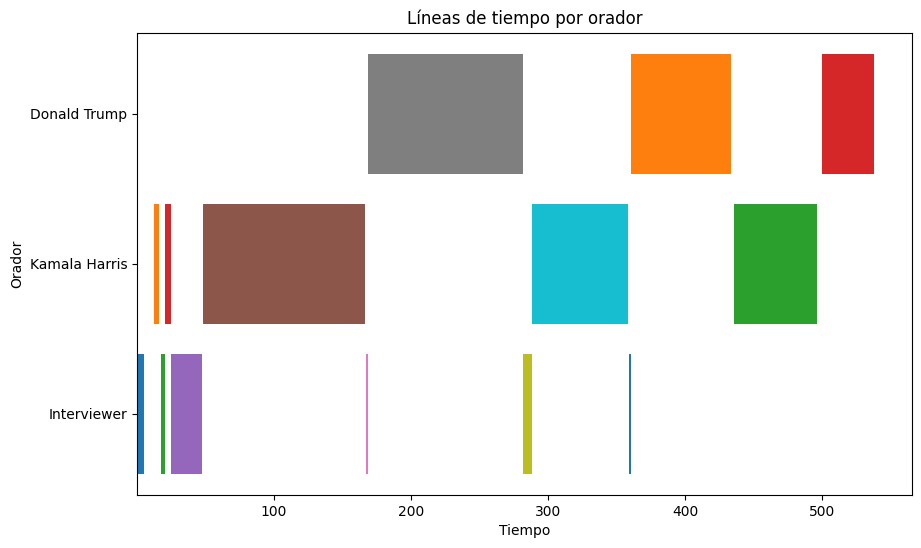 Líneas de tiempo por orador
Orador
Donald Trump
Kamala Harris
Interviewer
100
200
300
400
500
Tiempo